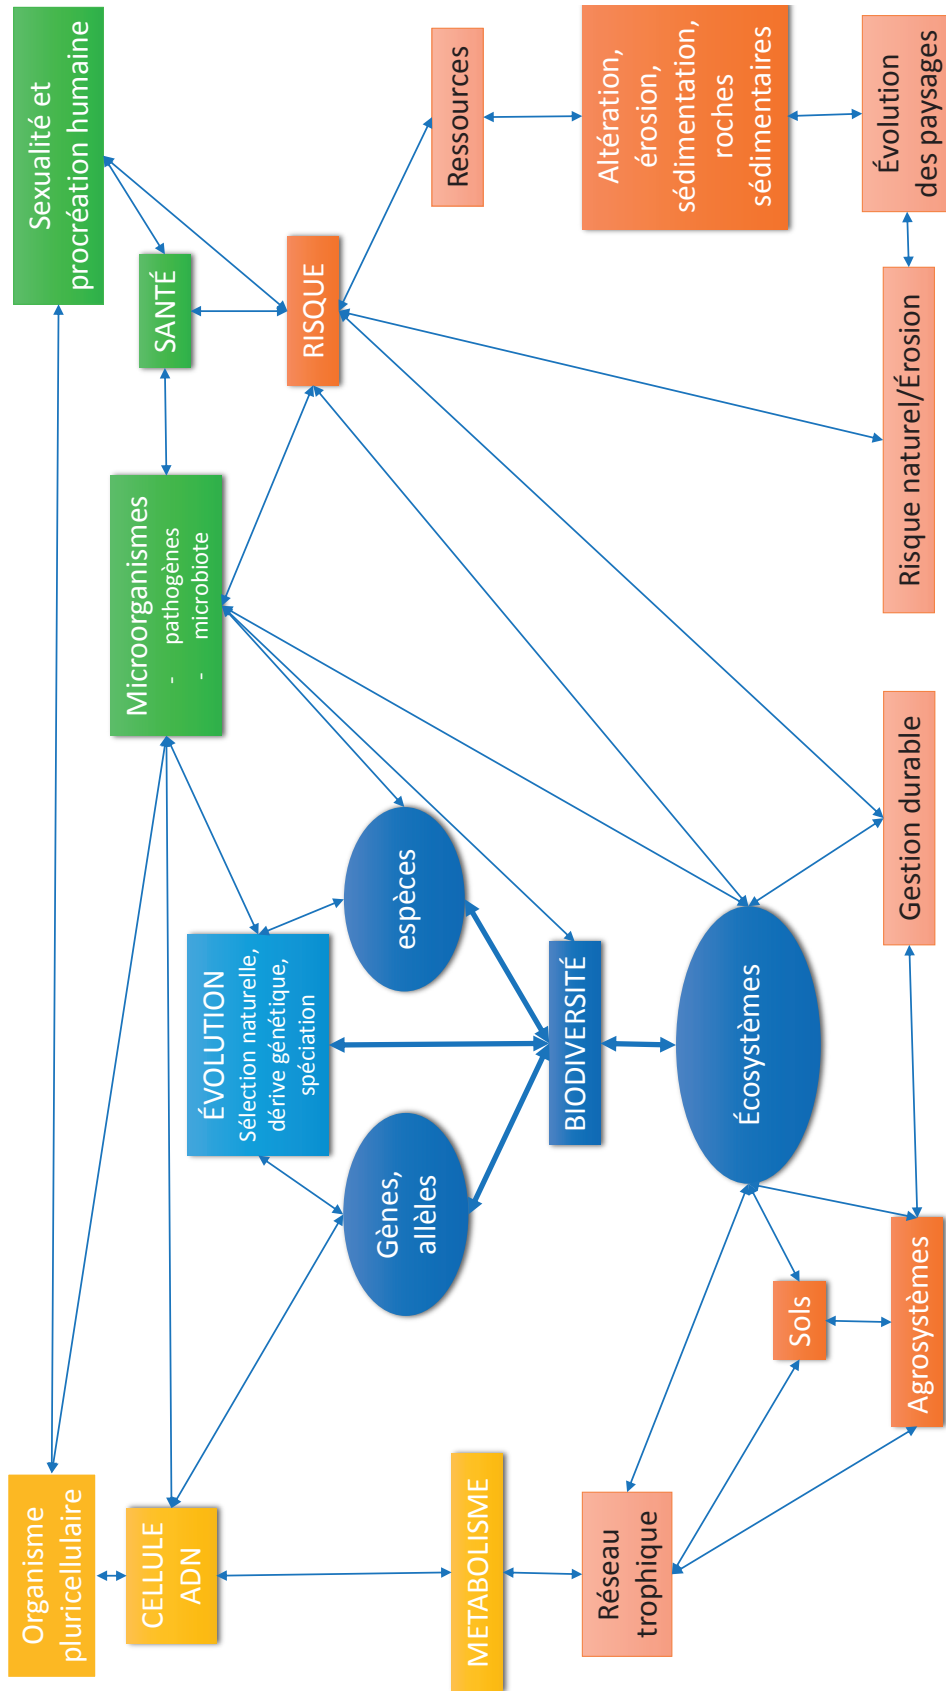 Organisme
pluricellulaire
Sexualité et
procréation humaine
CELLULE
ADN
Microorganismes
- pathogènes
- microbiote
SANTÉ
ÉVOLUTION
Sélection naturelle,
dérive génétique,
spéciation
RISQUE
Gènes,
allèles
espèces
METABOLISME
Ressources
BIODIVERSITÉ
Réseau
trophique
Altération,
érosion,
sédimentation,
roches
sédimentaires
Écosystèmes
Sols
Agrosystèmes
Gestion durable
Risque naturel/Érosion
Évolution
des paysages